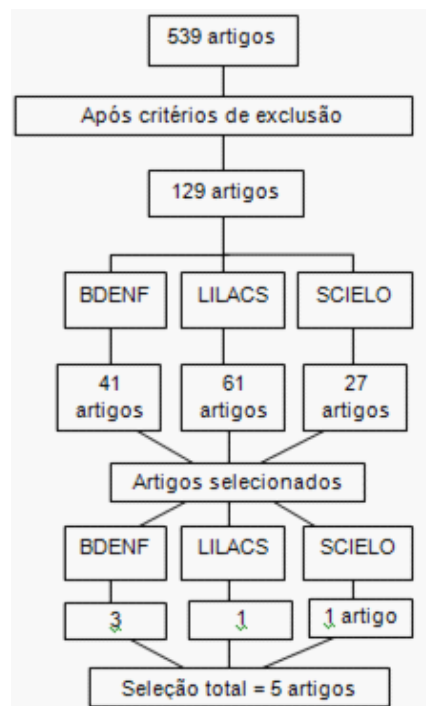 539 artigos
Após critérios de exclusão
129 artigos
BDENF LILACS SCIELO
41 61 27
artigos artigos artigos
Artigos selecionados
BDENF LILACS SCIELO
3 1 1 artigo
Seleção total = 5 artigos